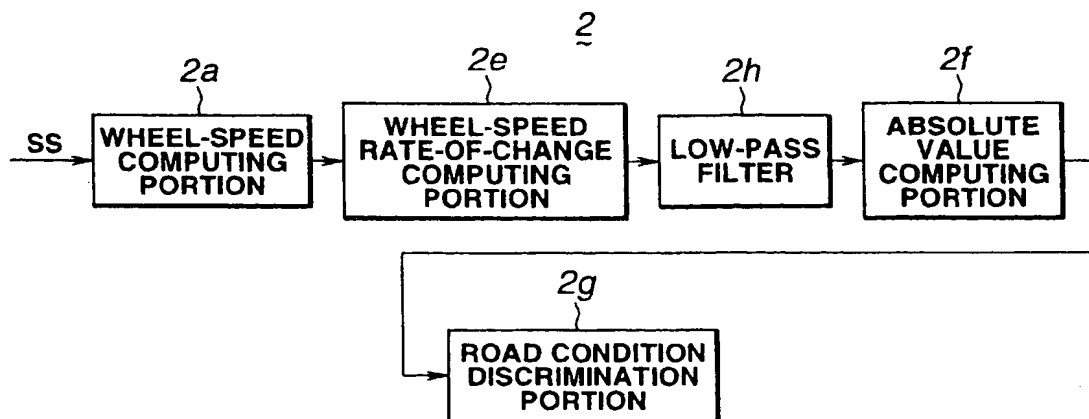 2
2a
2e
2h
2f
SS
WHEEL-SPEED
COMPUTING
PORTION
WHEEL-SPEED
RATE-OF-CHANGE
COMPUTING
PORTION
LOW-PASS
FILTER
ABSOLUTE
VALUE
COMPUTING
PORTION
2g
ROAD CONDITION
DISCRIMINATION
PORTION